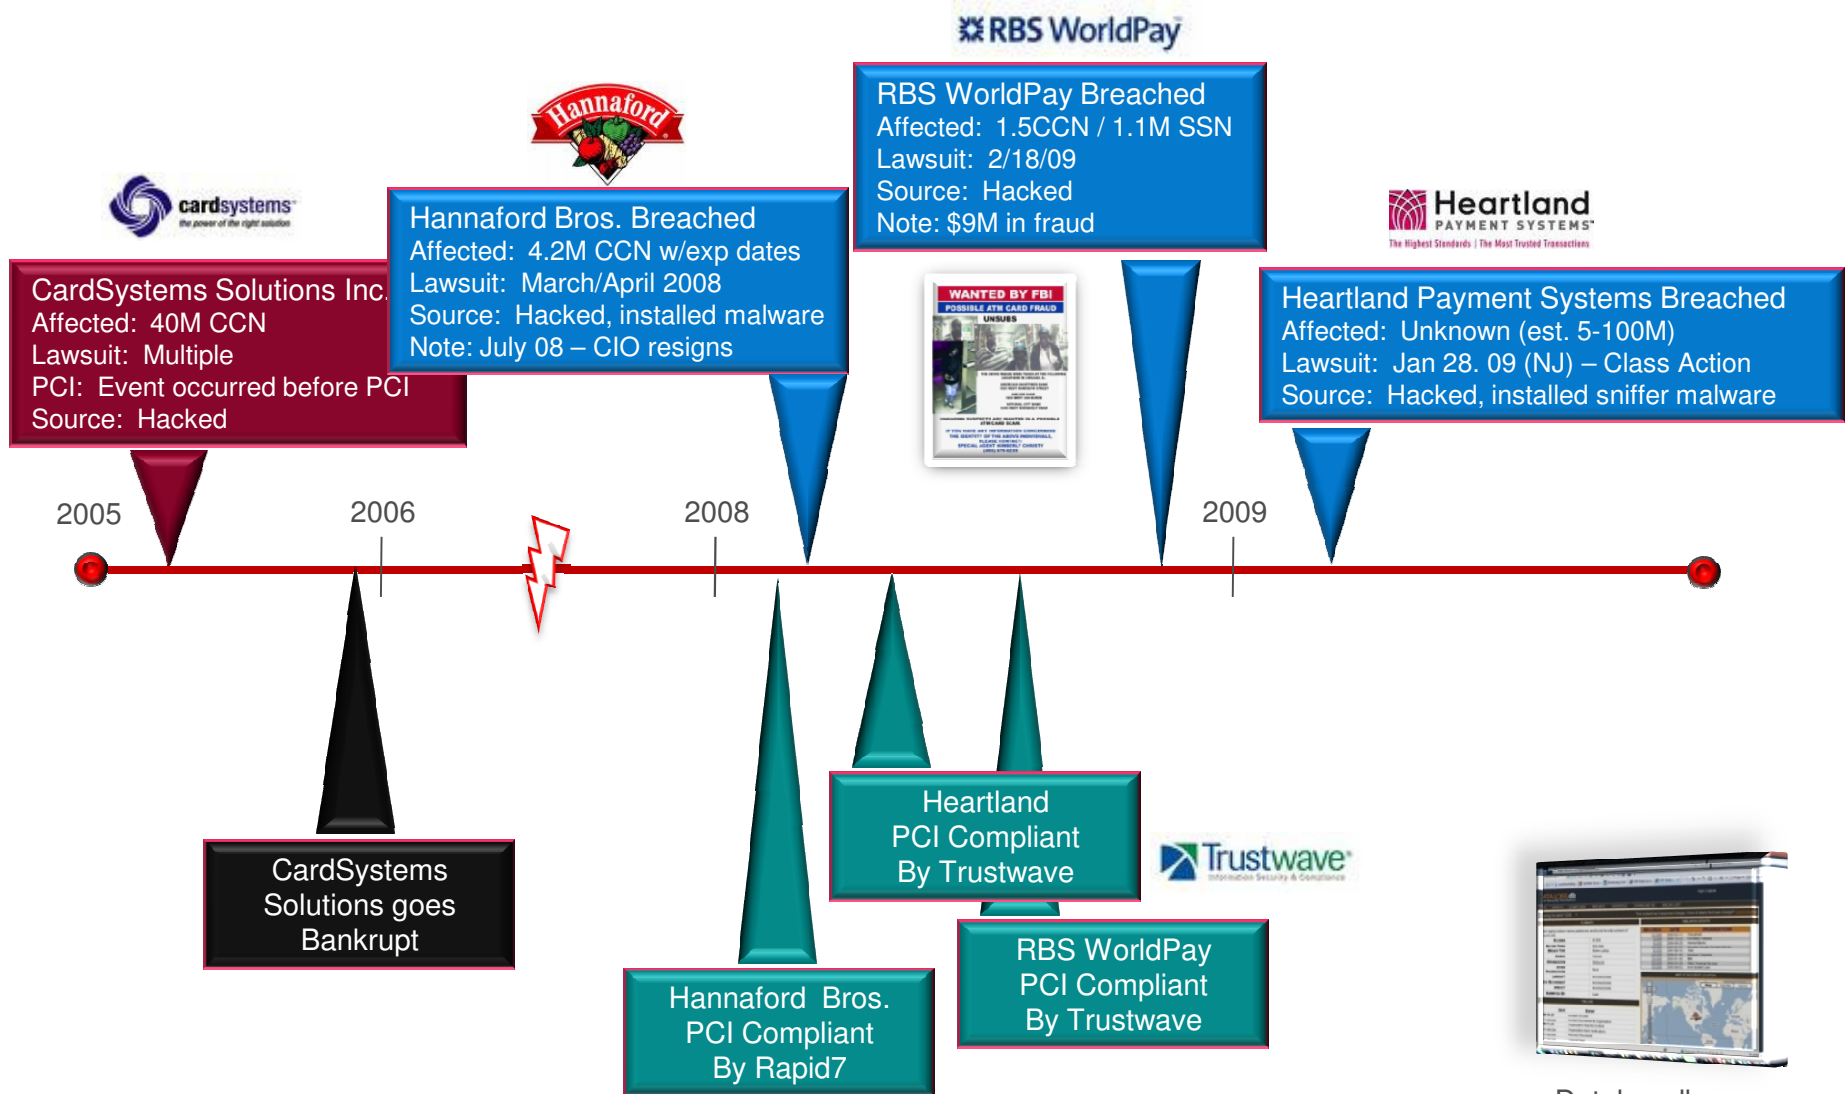 RBS WorldPay
RBS WorldPay Breached
Affected: 1.5CCN / 1.1M SSN
Lawsuit: 2/18/09
Source: Hacked
Note: $9M in fraud
Hannaford
Hannaford Bros. Breached
Affected: 4.2M CCN w/exp dates
Lawsuit: March/April 2008
Source: Hacked, installed malware
Note: July 08 – CIO resigns
cardsystems
the power of the right solution
CardSystems Solutions Inc.
Affected: 40M CCN
Lawsuit: Multiple
PCI: Event occurred before PCI
Source: Hacked
Heartland
PAYMENT SYSTEMS
The Highest Standards | The Most Trusted Transactions
Heartland Payment Systems Breached
Affected: Unknown (est. 5-100M)
Lawsuit: Jan 28. 09 (NJ) – Class Action
Source: Hacked, installed sniffer malware
WANTED BY FBI
POSSIBLE ATM CARD FRAUD
UNSUBS
2005
2006
2008
2009
CardSystems
Solutions goes
Bankrupt
Heartland
PCI Compliant
By Trustwave
Trustwave
Information Security & Compliance
RBS WorldPay
PCI Compliant
By Trustwave
Hannaford Bros.
PCI Compliant
By Rapid7